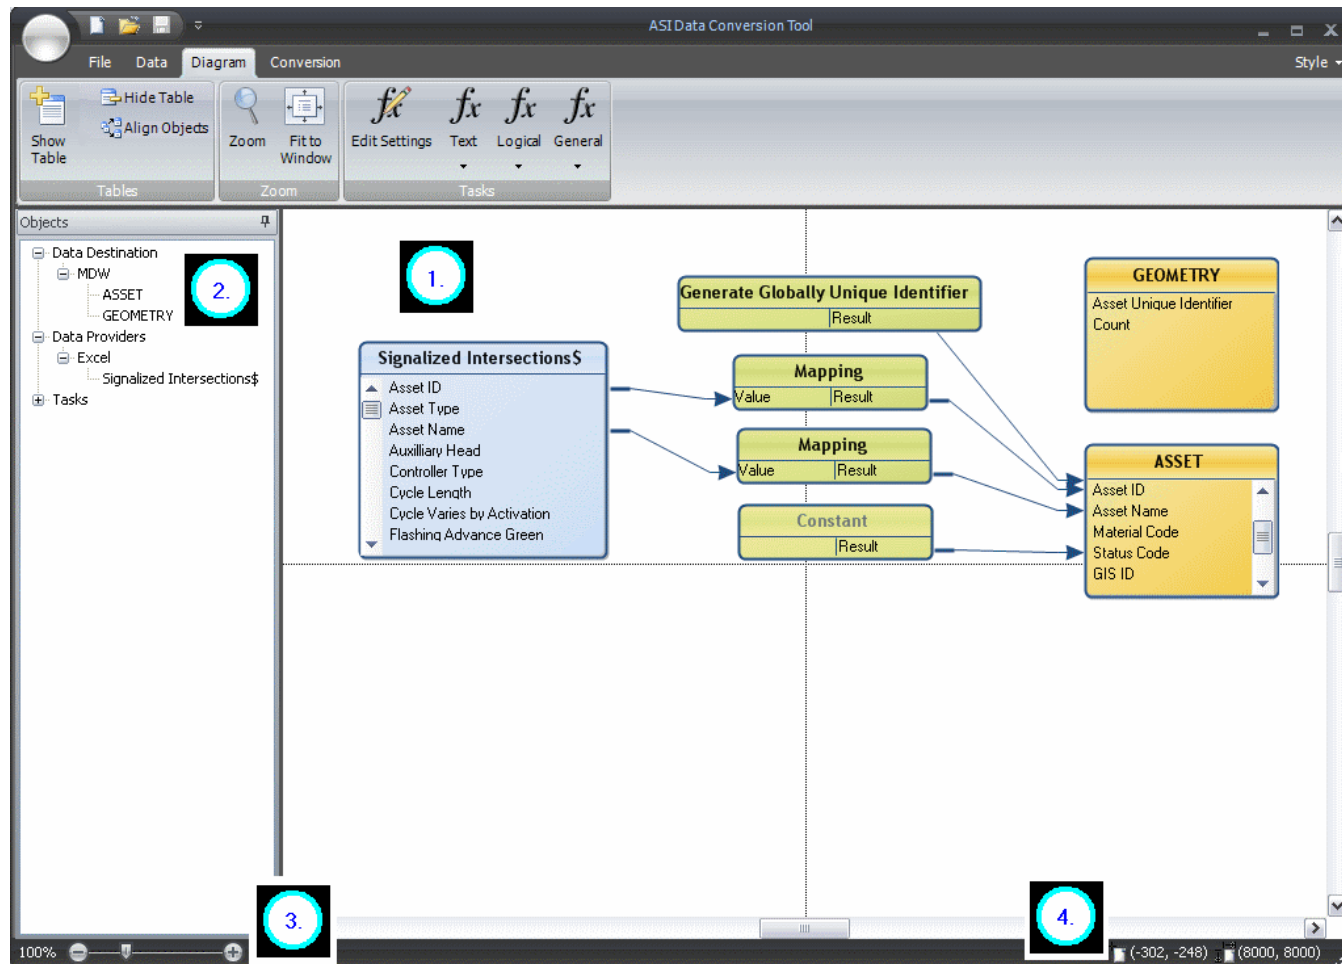 ASI Data Conversion Tool
File Data Diagram Conversion Style
Show Table
Hide Table
Align Objects
Zoom
Fit to Window
Edit Settings
Text
Logical
General
Tables Zoom Tasks
Objects
Data Destination
MDW
ASSET
GEOMETRY
Data Providers
Excel
Signalized Intersections$
Tasks
2.
1.
Signalized Intersections$
Asset ID
Asset Type
Asset Name
Auxilliary Head
Controller Type
Cycle Length
Cycle Varies by Activation
Flashing Advance Green
Generate Globally Unique Identifier
Result
Mapping
Value Result
Mapping
Value Result
Constant
Result
GEOMETRY
Asset Unique Identifier
Count
ASSET
Asset ID
Asset Name
Material Code
Status Code
GIS ID
3.
4.
100%
(-302, -248) (8000, 8000)